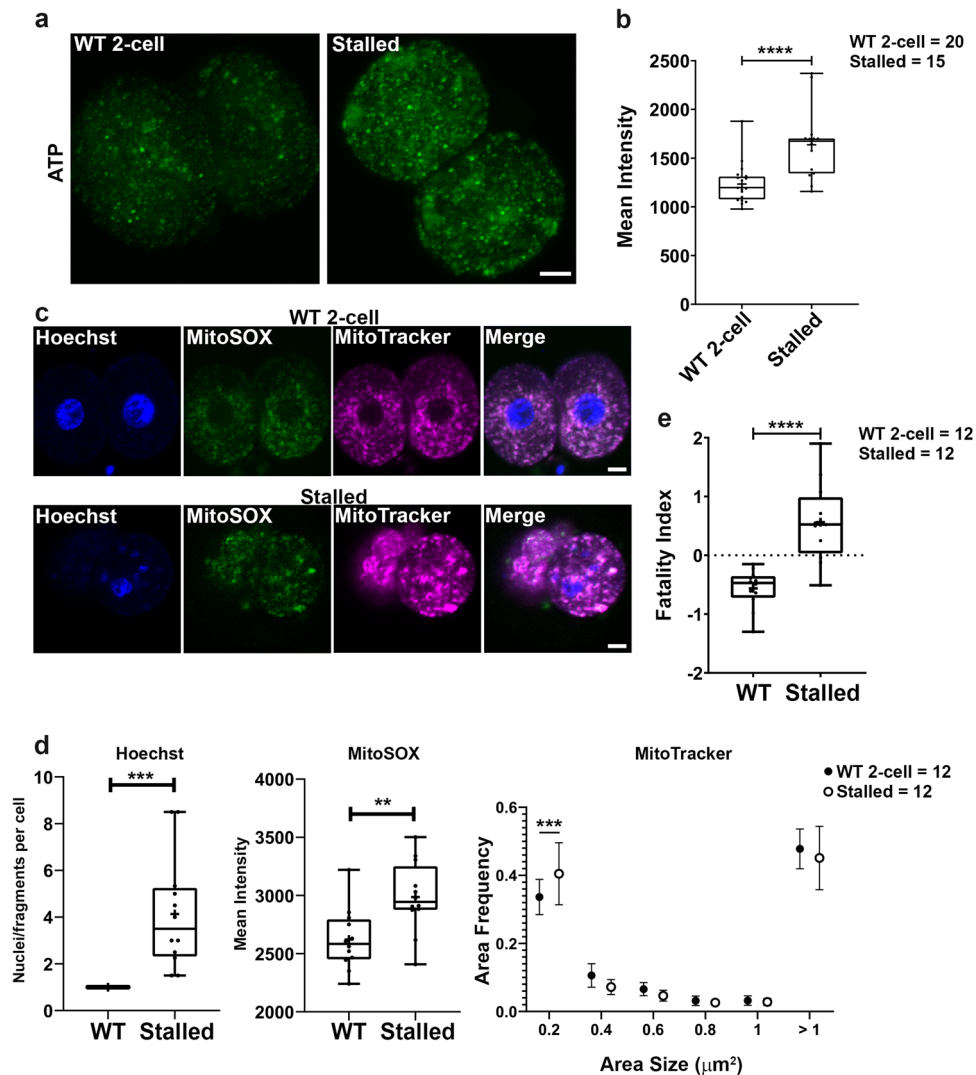 a
WT 2-cell
Stalled
ATP
b
WT 2-cell = 20
Stalled = 15
****
Mean Intensity
2500
2000
1500
1000
500
0
WT 2-cell
Stalled
c
WT 2-cell
Hoechst
MitoSOX
MitoTracker
Merge
Stalled
Hoechst
MitoSOX
MitoTracker
Merge
e
WT 2-cell = 12
Stalled = 12
****
Fatality Index
2
1
0
-1
-2
WT
Stalled
d
Hoechst
***
Nuclei/fragments per cell
10
8
6
4
2
0
WT
Stalled
MitoSOX
**
Mean Intensity
4000
3500
3000
2500
2000
WT
Stalled
MitoTracker
WT 2-cell = 12
Stalled = 12
***
Area Frequency
0.6
0.4
0.2
0.0
0.2
0.4
0.6
0.8
1
> 1
Area Size (μm²)